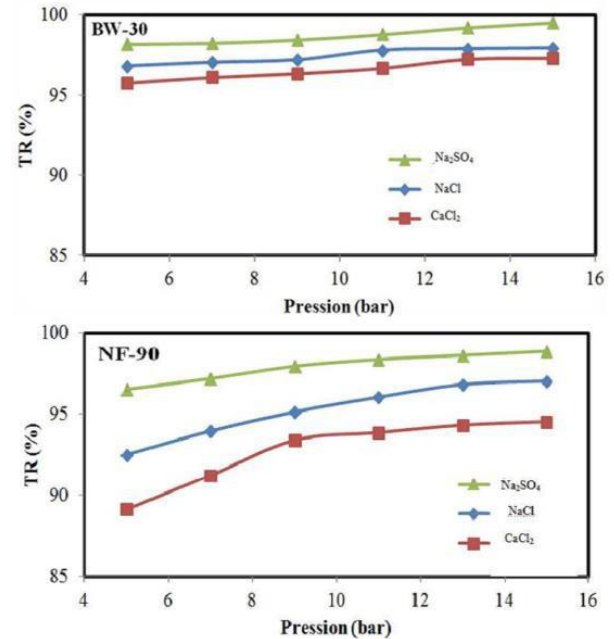 BW-30
100
95
90
85
TR (%)
Na₂SO₄
NaCl
CaCl₂
4 6 8 10 12 14 16
Pression (bar)
NF-90
100
95
90
85
TR (%)
Na₂SO₄
NaCl
CaCl₂
4 6 8 10 12 14 16
Pression (bar)